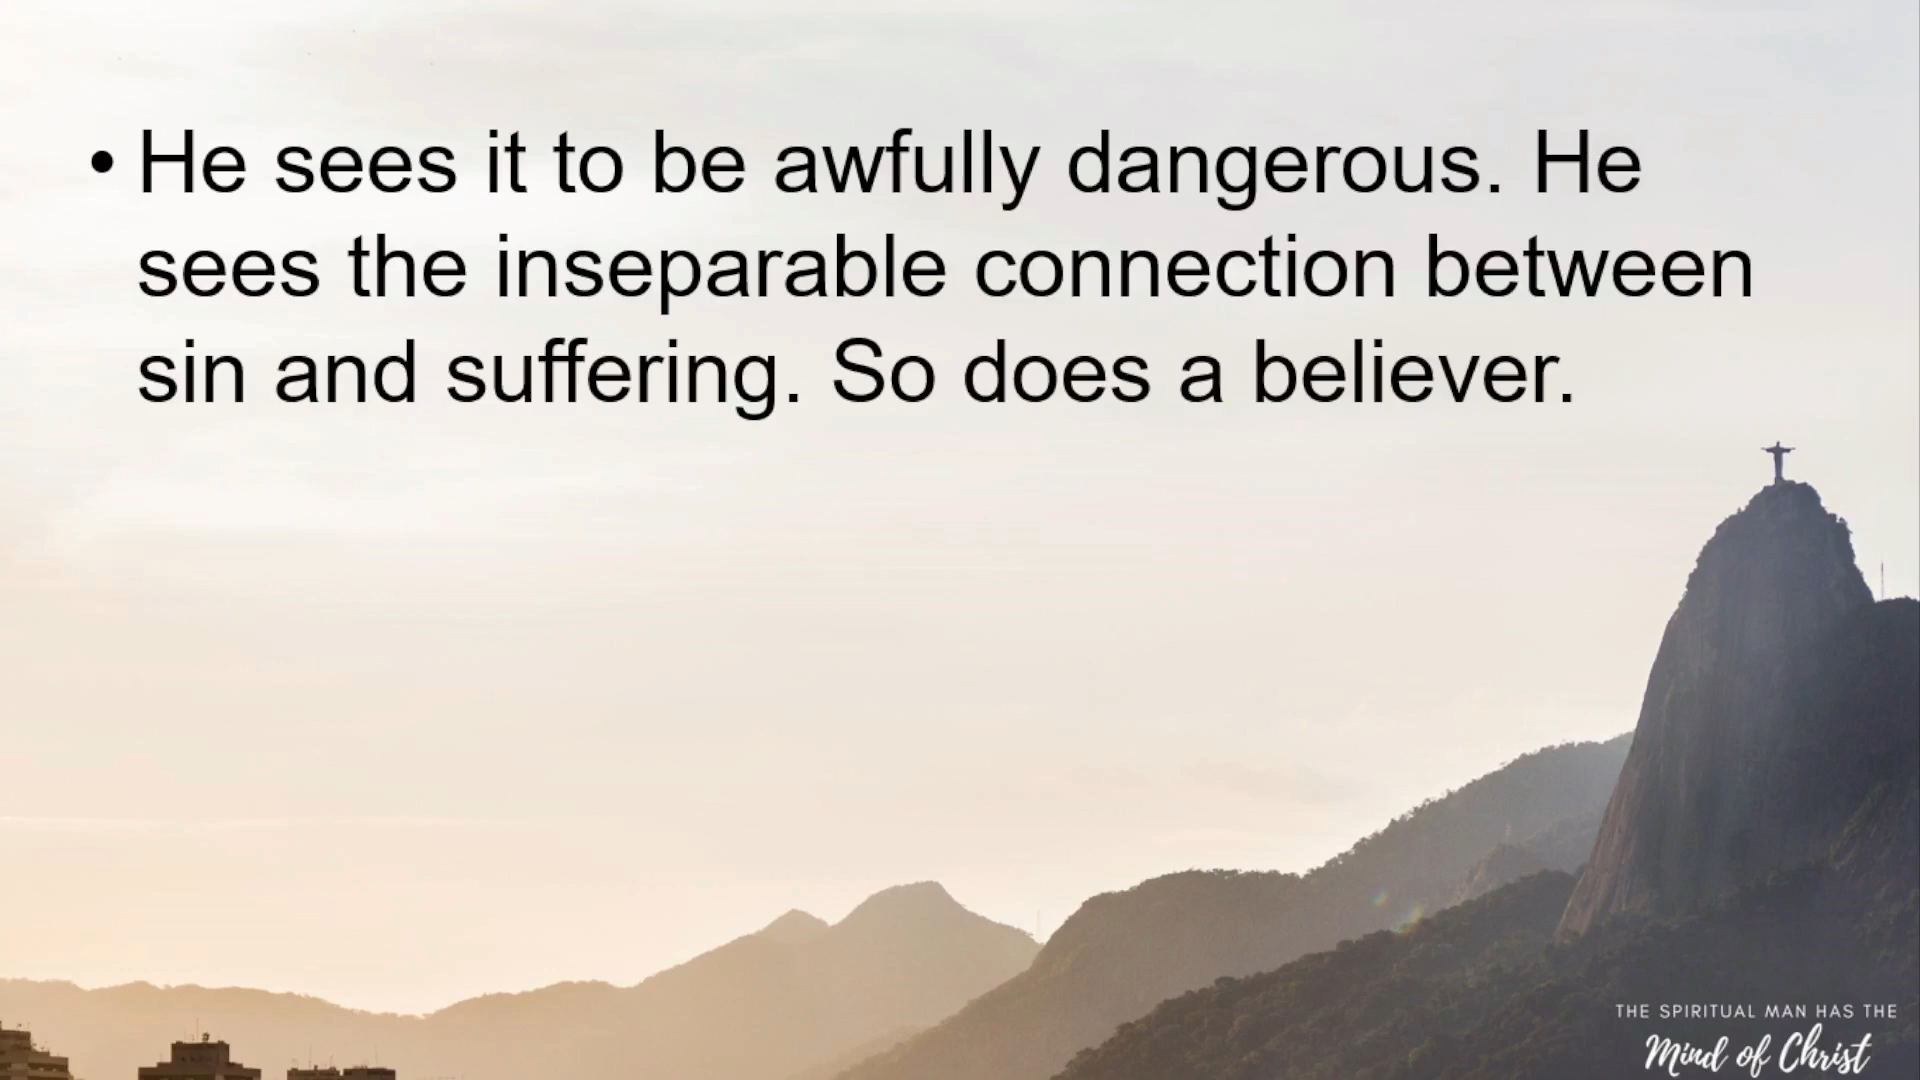 • He sees it to be awfully dangerous. He
sees the inseparable connection between
sin and suffering. So does a believer.
THE SPIRITUAL MAN HAS THE
Mind of Christ